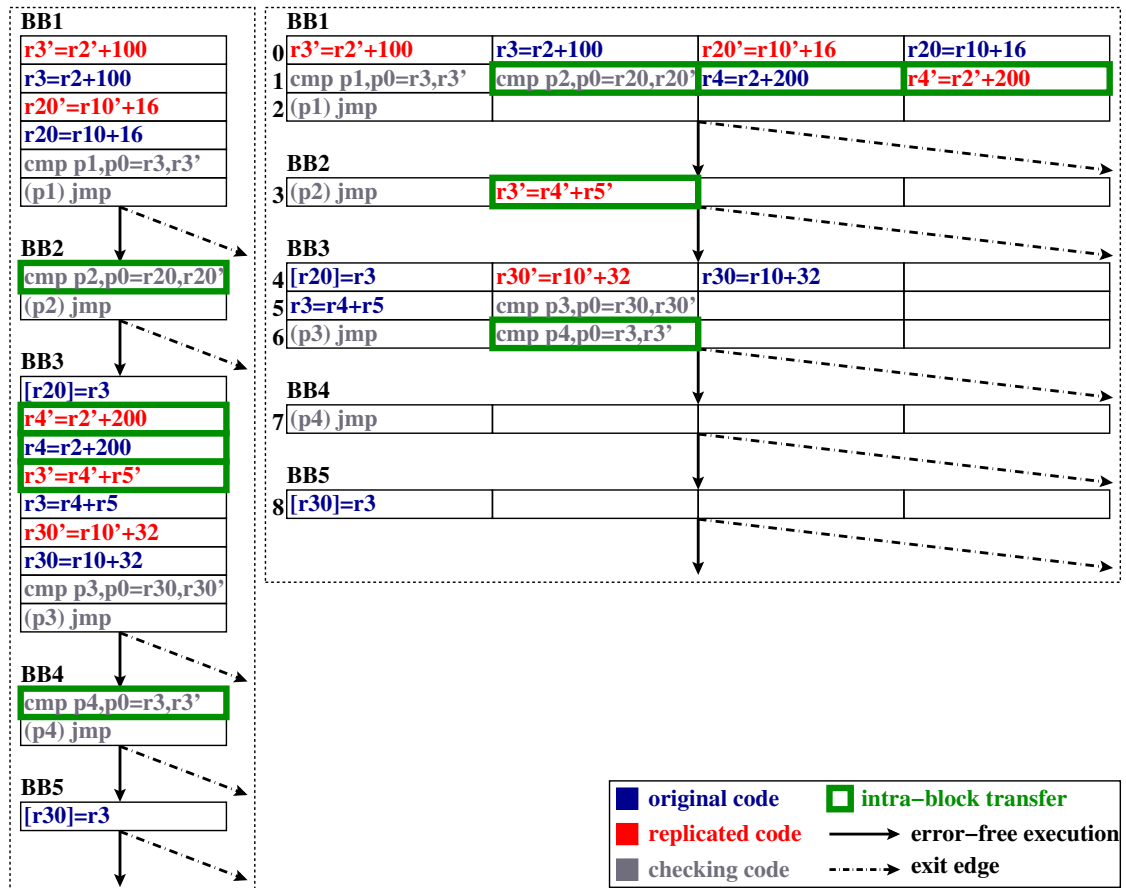 BB1
r3’=r2’+100
r3=r2+100
r20’=r10’+16
r20=r10+16
cmp p1,p0=r3,r3’
(p1) jmp
BB2
cmp p2,p0=r20,r20’
(p2) jmp
BB3
[r20]=r3
r4’=r2’+200
r4=r2+200
r3’=r4’+r5’
r3=r4+r5
r30’=r10’+32
r30=r10+32
cmp p3,p0=r30,r30’
(p3) jmp
BB4
cmp p4,p0=r3,r3’
(p4) jmp
BB5
[r30]=r3
BB1
0 r3’=r2’+100 r3=r2+100 r20’=r10’+16 r20=r10+16
1 cmp p1,p0=r3,r3’ cmp p2,p0=r20,r20’ r4=r2+200 r4’=r2’+200
2 (p1) jmp
BB2
3 (p2) jmp r3’=r4’+r5’
BB3
4 [r20]=r3 r30’=r10’+32 r30=r10+32
5 r3=r4+r5 cmp p3,p0=r30,r30’
6 (p3) jmp cmp p4,p0=r3,r3’
BB4
7 (p4) jmp
BB5
8 [r30]=r3
original code intra−block transfer
replicated code error−free execution
checking code exit edge